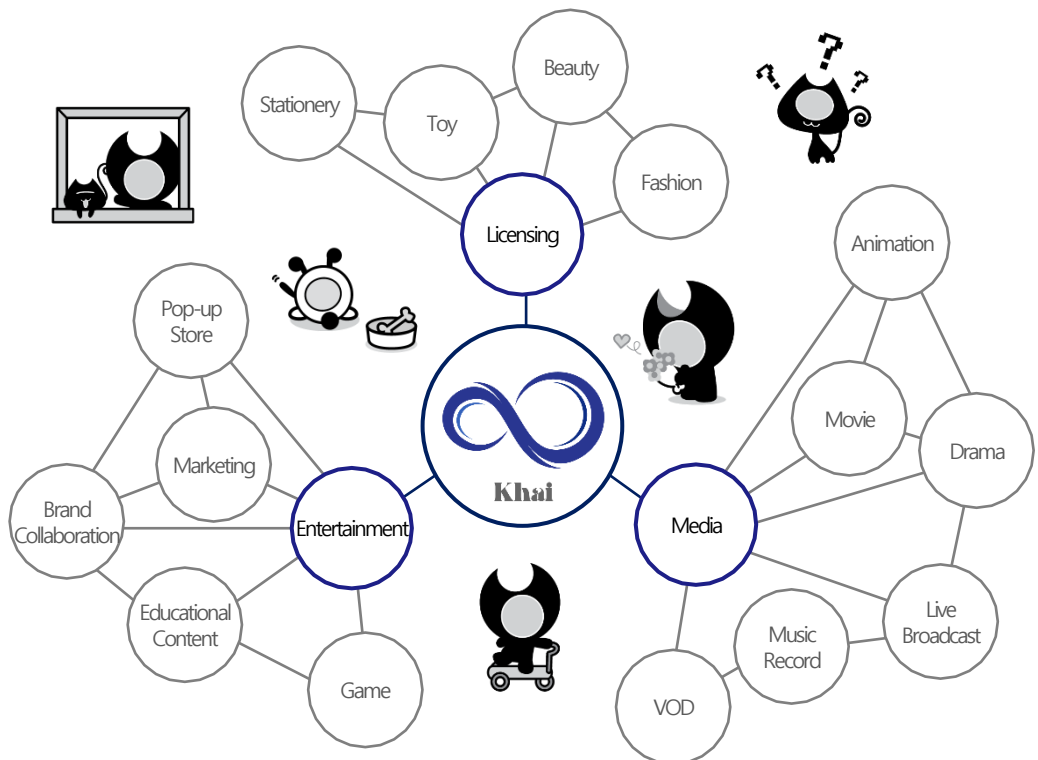 Beauty
Stationery
Toy
Fashion
Licensing
Animation
Pop-up
Store
Movie
Drama
Marketing
Khai
Brand
Collaboration
Entertainment
Media
Educational
Content
Live
Broadcast
Music
Record
Game
VOD